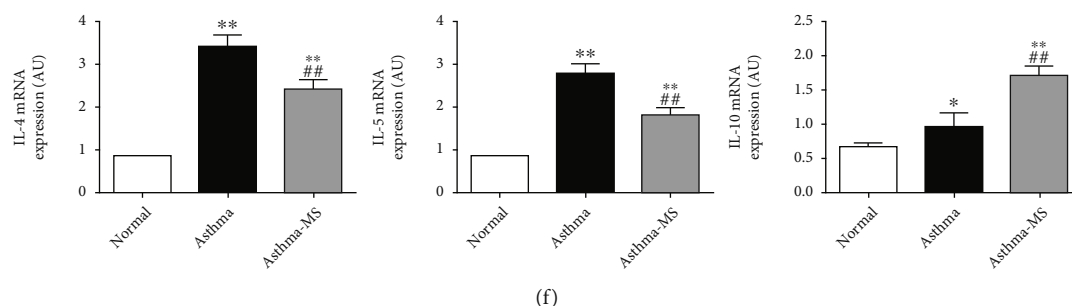 IL-4 mRNA
expression (AU)
4
3
2
1
0
**
**
##
Normal
Asthma
Asthma-MS
IL-5 mRNA
expression (AU)
4
3
2
1
0
**
**
##
Normal
Asthma
Asthma-MS
IL-10 mRNA
expression (AU)
2.5
2.0
1.5
1.0
0.5
0.0
*
**
##
Normal
Asthma
Asthma-MS
(f)